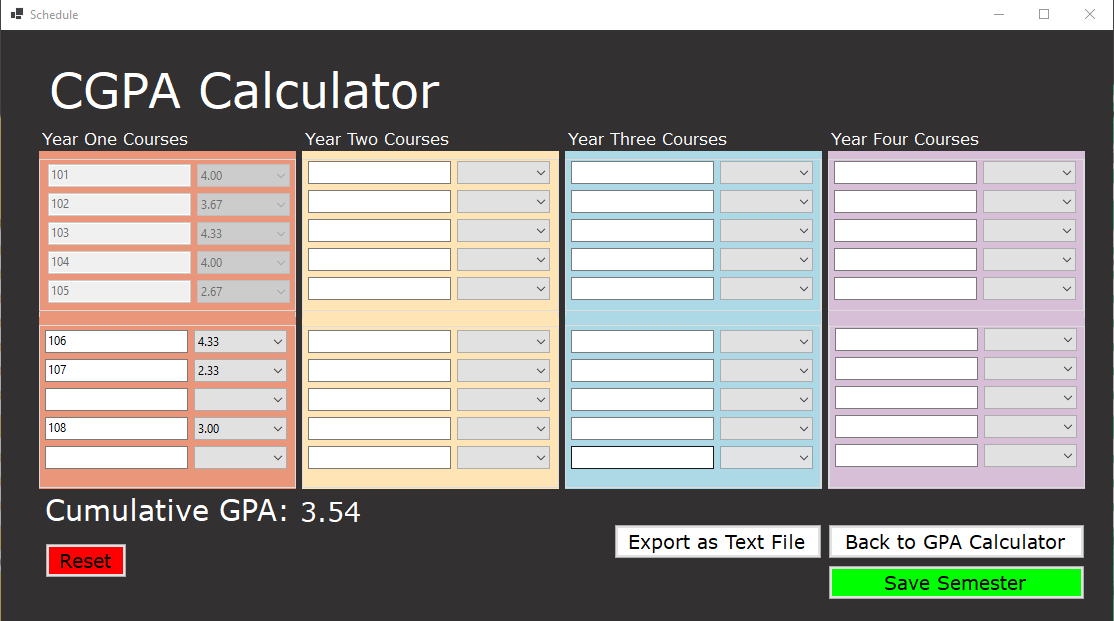 Schedule
CGPA Calculator
Year One Courses Year Two Courses Year Three Courses Year Four Courses
101 4.00
102 3.67
103 4.33
104 4.00
105 2.67
106 4.33
107 2.33
108 3.00
Cumulative GPA: 3.54
Export as Text File Back to GPA Calculator
Reset
Save Semester